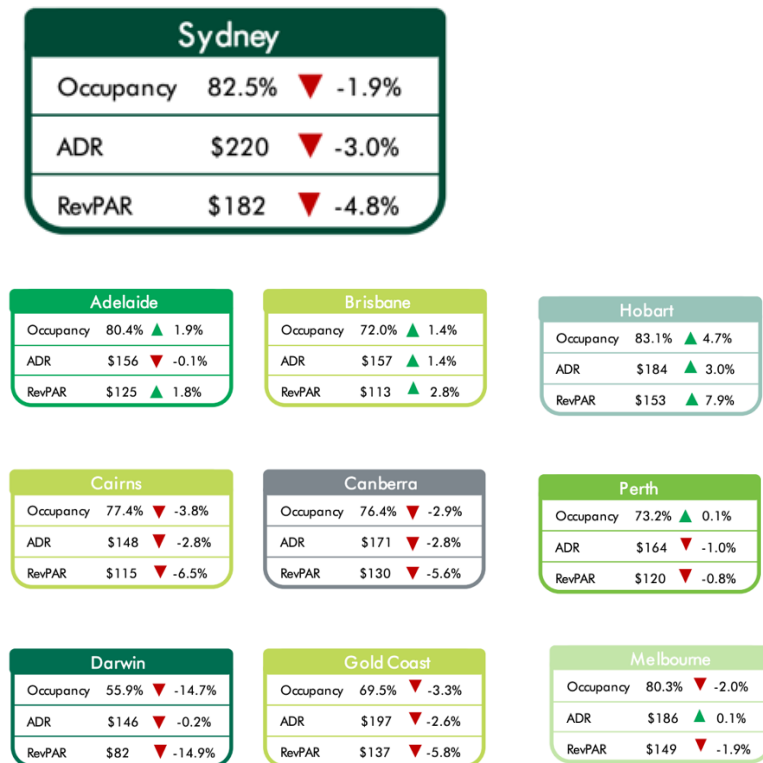 Sydney
Occupancy 82.5% ▼ -1.9%
ADR $220 ▼ -3.0%
RevPAR $182 ▼ -4.8%
Adelaide
Occupancy 80.4% ▲ 1.9%
ADR $156 ▼ -0.1%
RevPAR $125 ▲ 1.8%
Brisbane
Occupancy 72.0% ▲ 1.4%
ADR $157 ▲ 1.4%
RevPAR $113 ▲ 2.8%
Hobart
Occupancy 83.1% ▲ 4.7%
ADR $184 ▲ 3.0%
RevPAR $153 ▲ 7.9%
Cairns
Occupancy 77.4% ▼ -3.8%
ADR $148 ▼ -2.8%
RevPAR $115 ▼ -6.5%
Canberra
Occupancy 76.4% ▼ -2.9%
ADR $171 ▼ -2.8%
RevPAR $130 ▼ -5.6%
Perth
Occupancy 73.2% ▲ 0.1%
ADR $164 ▼ -1.0%
RevPAR $120 ▼ -0.8%
Darwin
Occupancy 55.9% ▼ -14.7%
ADR $146 ▼ -0.2%
RevPAR $82 ▼ -14.9%
Gold Coast
Occupancy 69.5% ▼ -3.3%
ADR $197 ▼ -2.6%
RevPAR $137 ▼ -5.8%
Melbourne
Occupancy 80.3% ▼ -2.0%
ADR $186 ▲ 0.1%
RevPAR $149 ▼ -1.9%